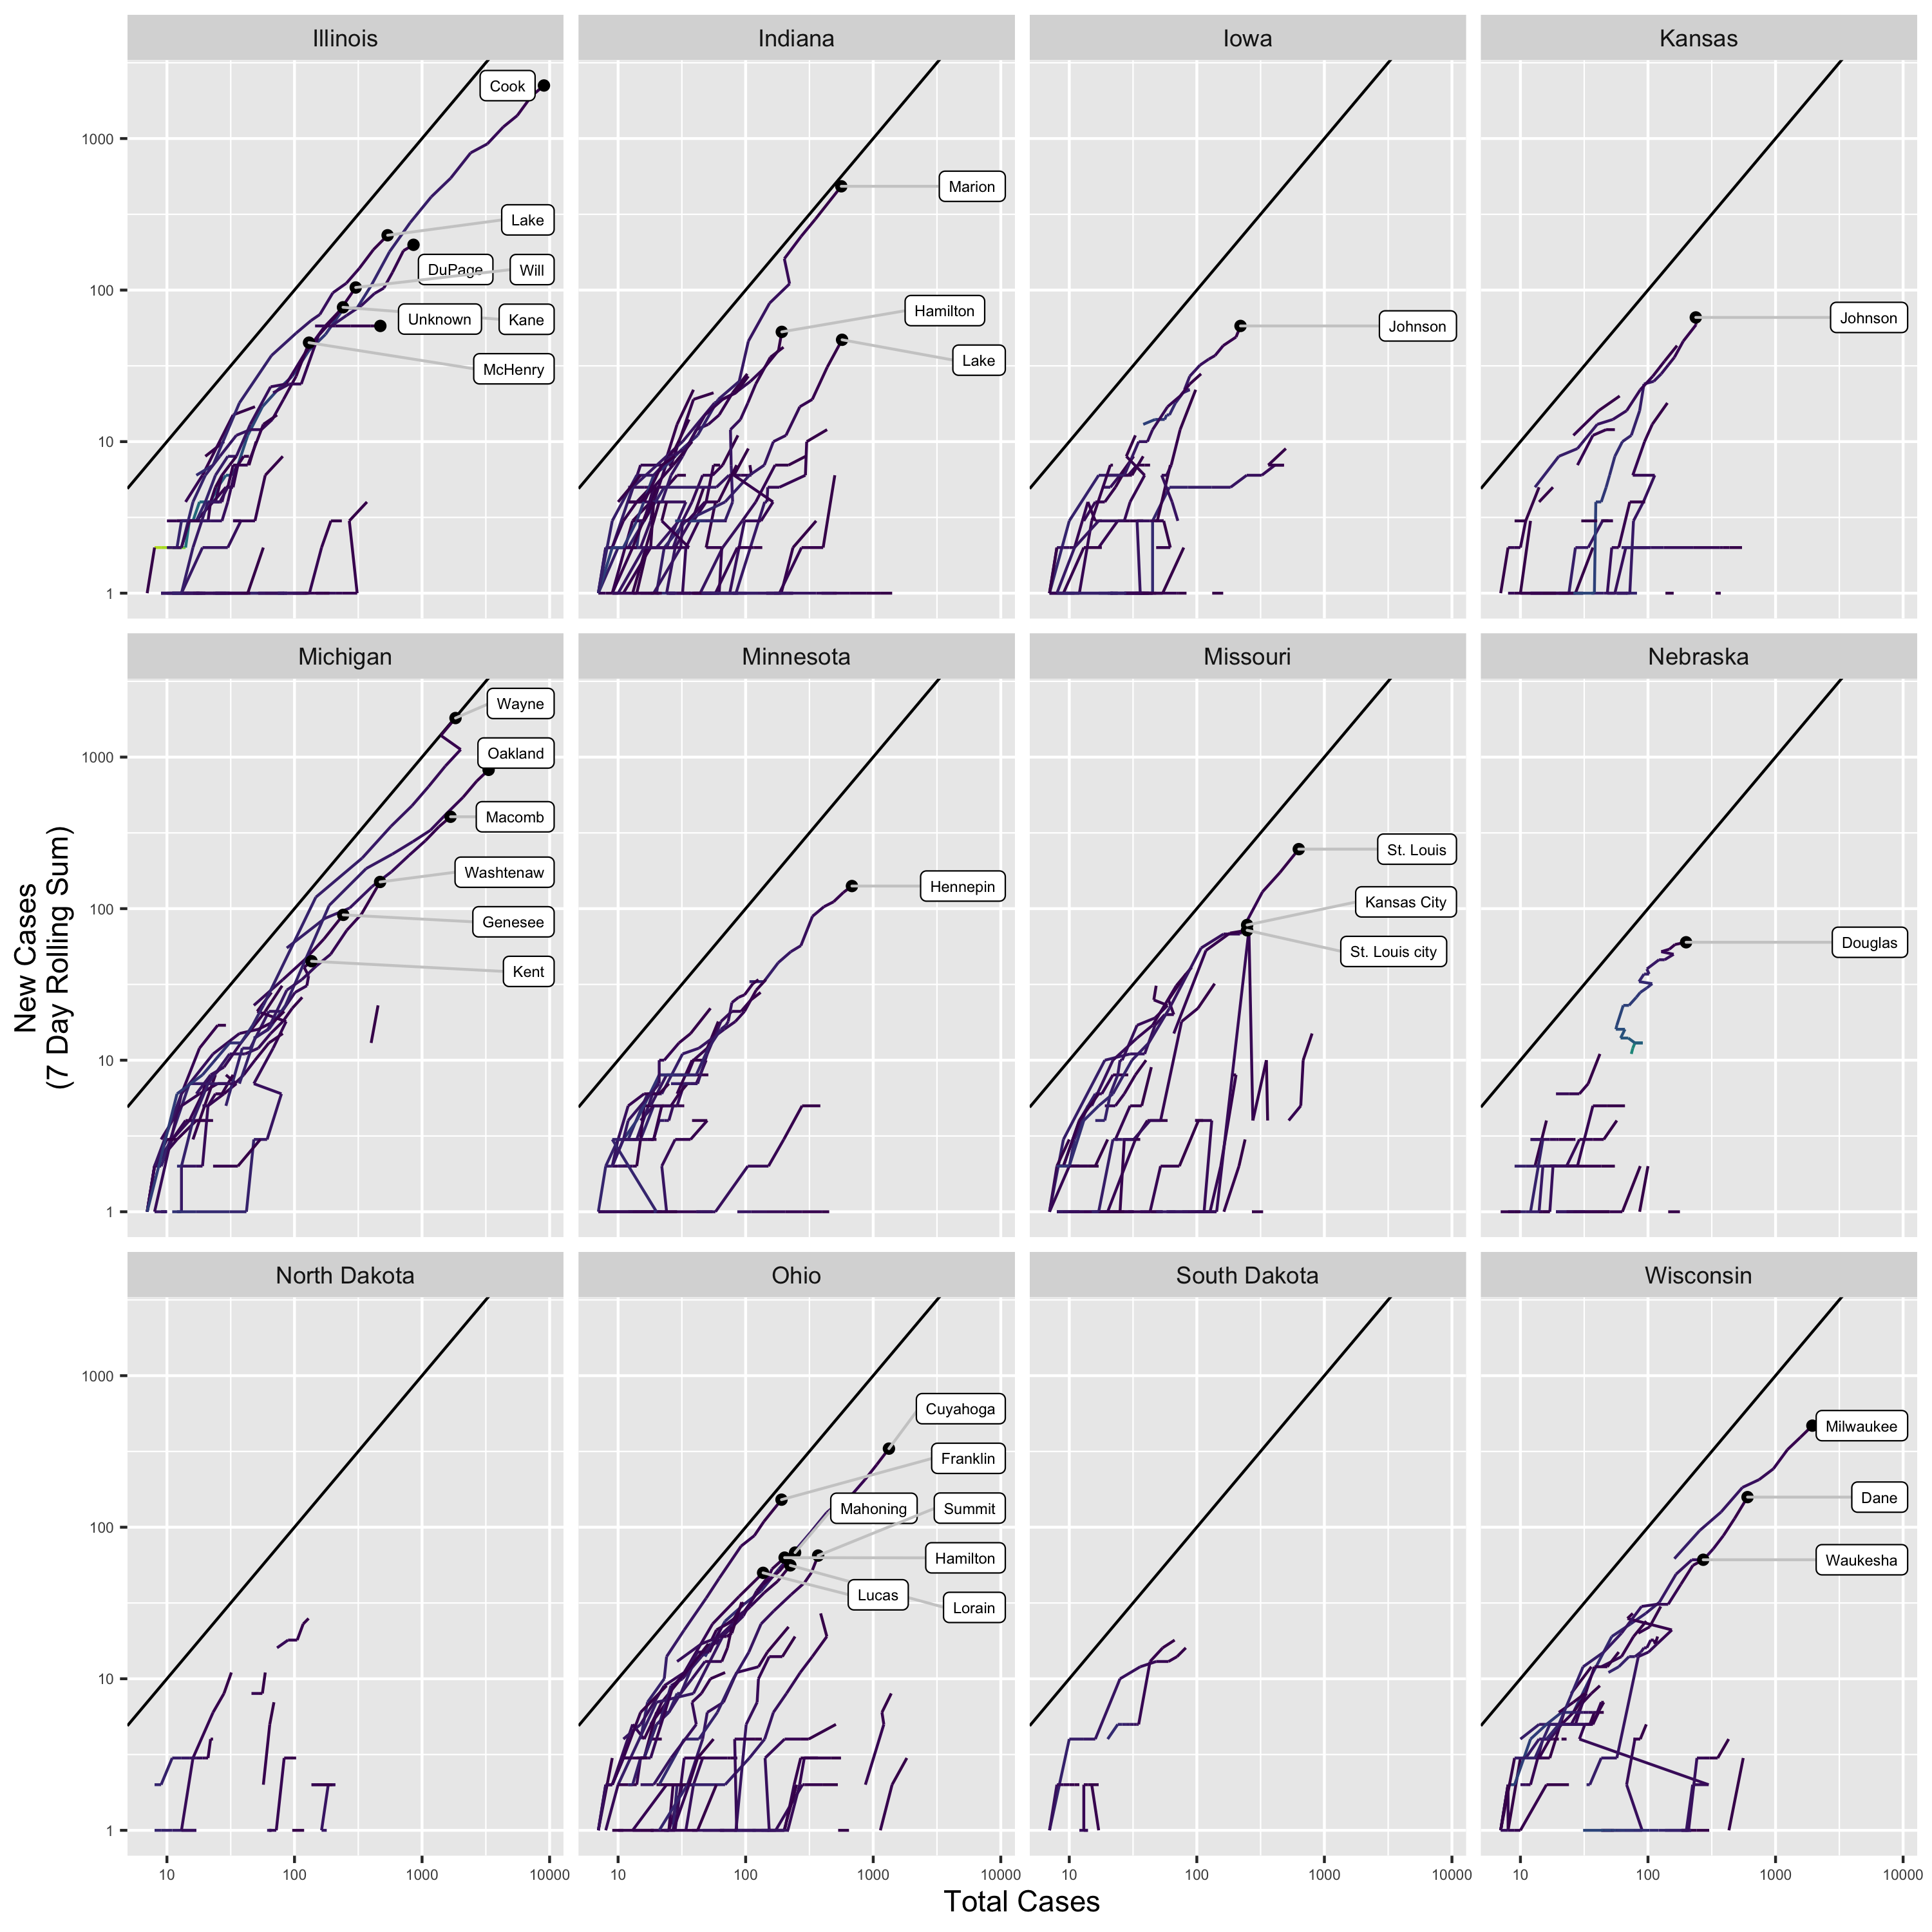 Illinois
Indiana
Iowa
Kansas
Cook
Lake
DuPage
Will
Unknown
Kane
McHenry
1000
100
10
1
Marion
Hamilton
Lake
Johnson
Johnson
Michigan
Minnesota
Missouri
Nebraska
Wayne
Oakland
Macomb
Washtenaw
Genesee
Kent
1000
100
10
1
Hennepin
St. Louis
Kansas City
St. Louis city
Douglas
New Cases
(7 Day Rolling Sum)
North Dakota
Ohio
South Dakota
Wisconsin
1000
100
10
1
Cuyahoga
Franklin
Mahoning
Summit
Hamilton
Lucas
Lorain
Milwaukee
Dane
Waukesha
10 100 1000 10000
10 100 1000 10000
10 100 1000 10000
10 100 1000 10000
Total Cases